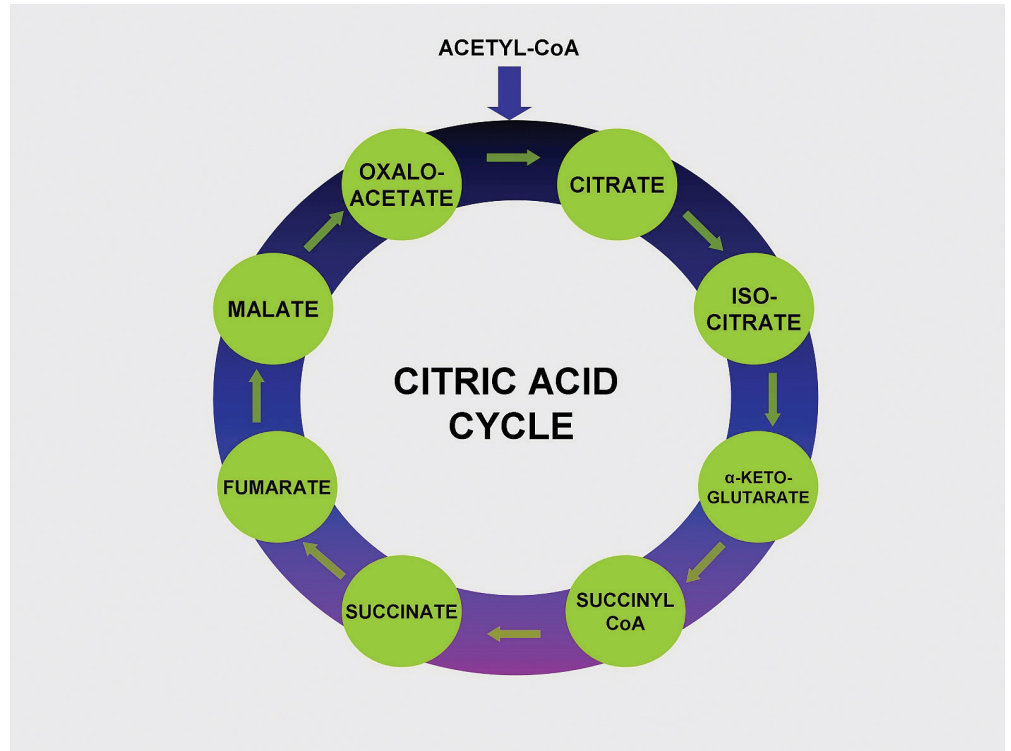 ACETYL-CoA
OXALO-
ACETATE
CITRATE
ISO-
CITRATE
MALATE
CITRIC ACID
CYCLE
α-KETO-
GLUTARATE
FUMARATE
SUCCINYL
CoA
SUCCINATE